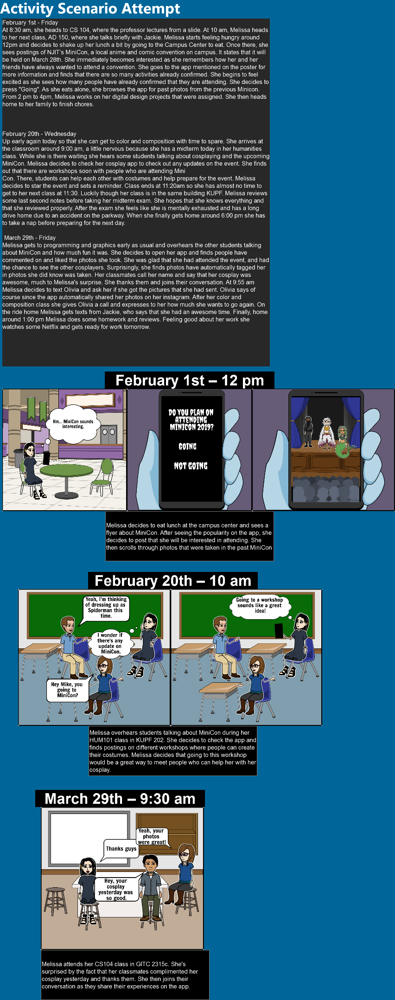 Activity Scenario Attempt
February 1st - Friday
At 8:30 am, she heads to CS 104, where the professor lectures from a slide. At 10 am, Melissa heads
to her next class, AD 150, where she talks briefly with Jackie. Melissa starts feeling hungry around
12pm and decides to shake up her lunch a bit by going to the Campus Center to eat. Once there, she
sees postings of NJIT's MiniCon, a local anime and comic convention on campus. It states that it will
be held on March 28th. She immediately becomes interested as she remembers how her and her
friends have always wanted to attend a convention. She goes to the app mentioned on the poster for
more information and finds that there are so many activities already confirmed. She begins to feel
excited as she sees how many people have already confirmed that they are attending. She decides to
press "Going". As she eats alone, she browses the app for past photos from the previous Minicon.
From 2 pm to 4pm, Melissa works on her digital design projects that were assigned. She then heads
home to her family to finish chores.
February 20th - Wednesday
Up early again today so that she can get to color and composition with time to spare. She arrives at
the classroom around 9:00 am, a little nervous because she has a midterm today in her humanities
class. While she is there waiting she hears some students talking about cosplaying and the upcoming
MiniCon. Melissa decides to check her cosplay app to check out any updates on the event. She finds
out that there are workshops soon with people who are attending Mini
Con. There, students can help each other with costumes and help prepare for the event. Melissa
decides to star the event and sets a reminder. Class ends at 11:20am so she has almost no time to
get to her next class at 11:30. Luckily though her class is in the same building KUPF. Melissa reviews
some last second notes before taking her midterm exam. She hopes that she knows everything and
that she reviewed properly. After the exam she feels like she is mentally exhausted and has a long
drive home due to an accident on the parkway. When she finally gets home around 6:00 pm she has
to take a nap before preparing for the next day.
March 29th - Friday
Melissa gets to programming and graphics early as usual and overhears the other students talking
about MiniCon and how much fun it was. She decides to open her app and finds people have
commented on and liked the photos she took. She was glad that she had attended the event, and had
the chance to see the other cosplayers. Surprisingly, she finds photos have automatically tagged her
in photos she did know was taken. Her classmates call her name and say that her cosplay was
awesome, much to Melissa's surprise. She thanks them and joins their conversation. At 9:55 am
Melissa decides to text Olivia and ask her if she got the pictures that she had sent. Olivia says of
course since the app automatically shared her photos on her instagram. After her color and
composition class she gives Olivia a call and expresses to her how much she wants to go again. On
the ride home Melissa gets texts from Jackie, who says that she had an awesome time. Finally, home
around 1:00 pm Melissa does some homework and reviews. Feeling good about her work she
watches some Netflix and gets ready for work tomorrow.
February 1st – 12 pm
Hm... MiniCon sounds
interesting.
DO YOU PLAN ON
ATTENDING
MINICON 2019?
GOING
NOT GOING
Melissa decides to eat lunch at the campus center and sees a
flyer about MiniCon. After seeing the popularity on the app, she
decides to post that she will be interested in attending. She
then scrolls through photos that were taken in the past MiniCon
February 20th – 10 am
Yeah, I'm thinking
of dressing up as
Spiderman this
time.
I wonder if
there's any
update on
MiniCon.
Hey Mike, you
going to
MiniCon?
Going to a workshop
sounds like a great
idea!
Melissa overhears students talking about MiniCon during her
HUM101 class in KUPF 202. She decides to check the app and
finds postings on different workshops where people can create
their costumes. Melissa decides that going to this workshop
would be a great way to meet people who can help her with her
cosplay.
March 29th – 9:30 am
Yeah, your
photos
were great!
Thanks guys
Hey, your
cosplay
yesterday was
so good.
Melissa attends her CS104 class in GITC 2315c. She's
surprised by the fact that her classmates complimented her
cosplay yesterday and thanks them. She then joins their
conversation as they share their experiences on the app.